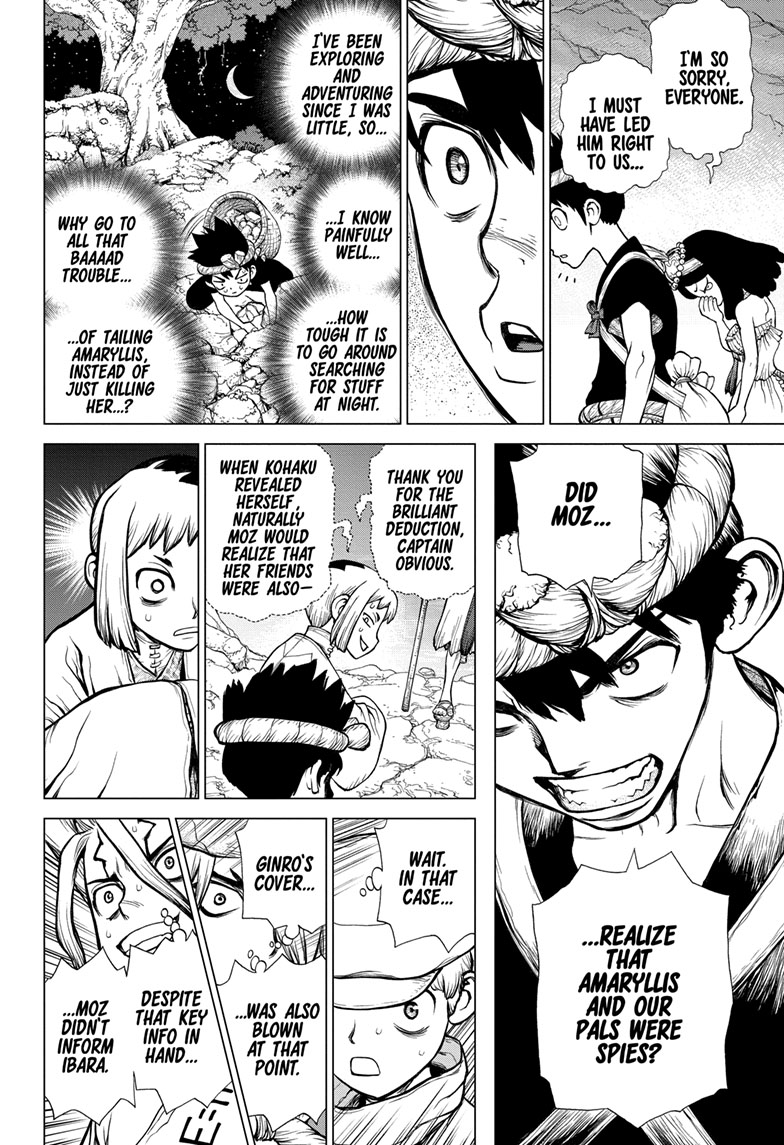 I'M SO
SORRY,
EVERYONE.
I MUST
HAVE LED
HIM RIGHT
TO US...
I'VE BEEN
EXPLORING
AND
ADVENTURING
SINCE I WAS
LITTLE, SO...
...I KNOW
PAINFULLY
WELL...
...HOW
TOUGH IT IS
TO GO AROUND
SEARCHING
FOR STUFF
AT NIGHT.
WHY GO TO
ALL THAT
BAAAAD
TROUBLE...
...OF TAILING
AMARYLLIS,
INSTEAD OF
JUST KILLING
HER...?
DID
MOZ...
...REALIZE
THAT
AMARYLLIS
AND OUR
PALS WERE
SPIES?
THANK YOU
FOR THE
BRILLIANT
DEDUCTION,
CAPTAIN
OBVIOUS.
WHEN KOHAKU
REVEALED
HERSELF,
NATURALLY
MOZ WOULD
REALIZE THAT
HER FRIENDS
WERE ALSO—
WAIT.
IN THAT
CASE...
GINRO'S
COVER...
...WAS ALSO
BLOWN
AT THAT
POINT.
DESPITE
THAT KEY
INFO IN
HAND...
...MOZ
DIDN'T
INFORM
IBARA.
E=m